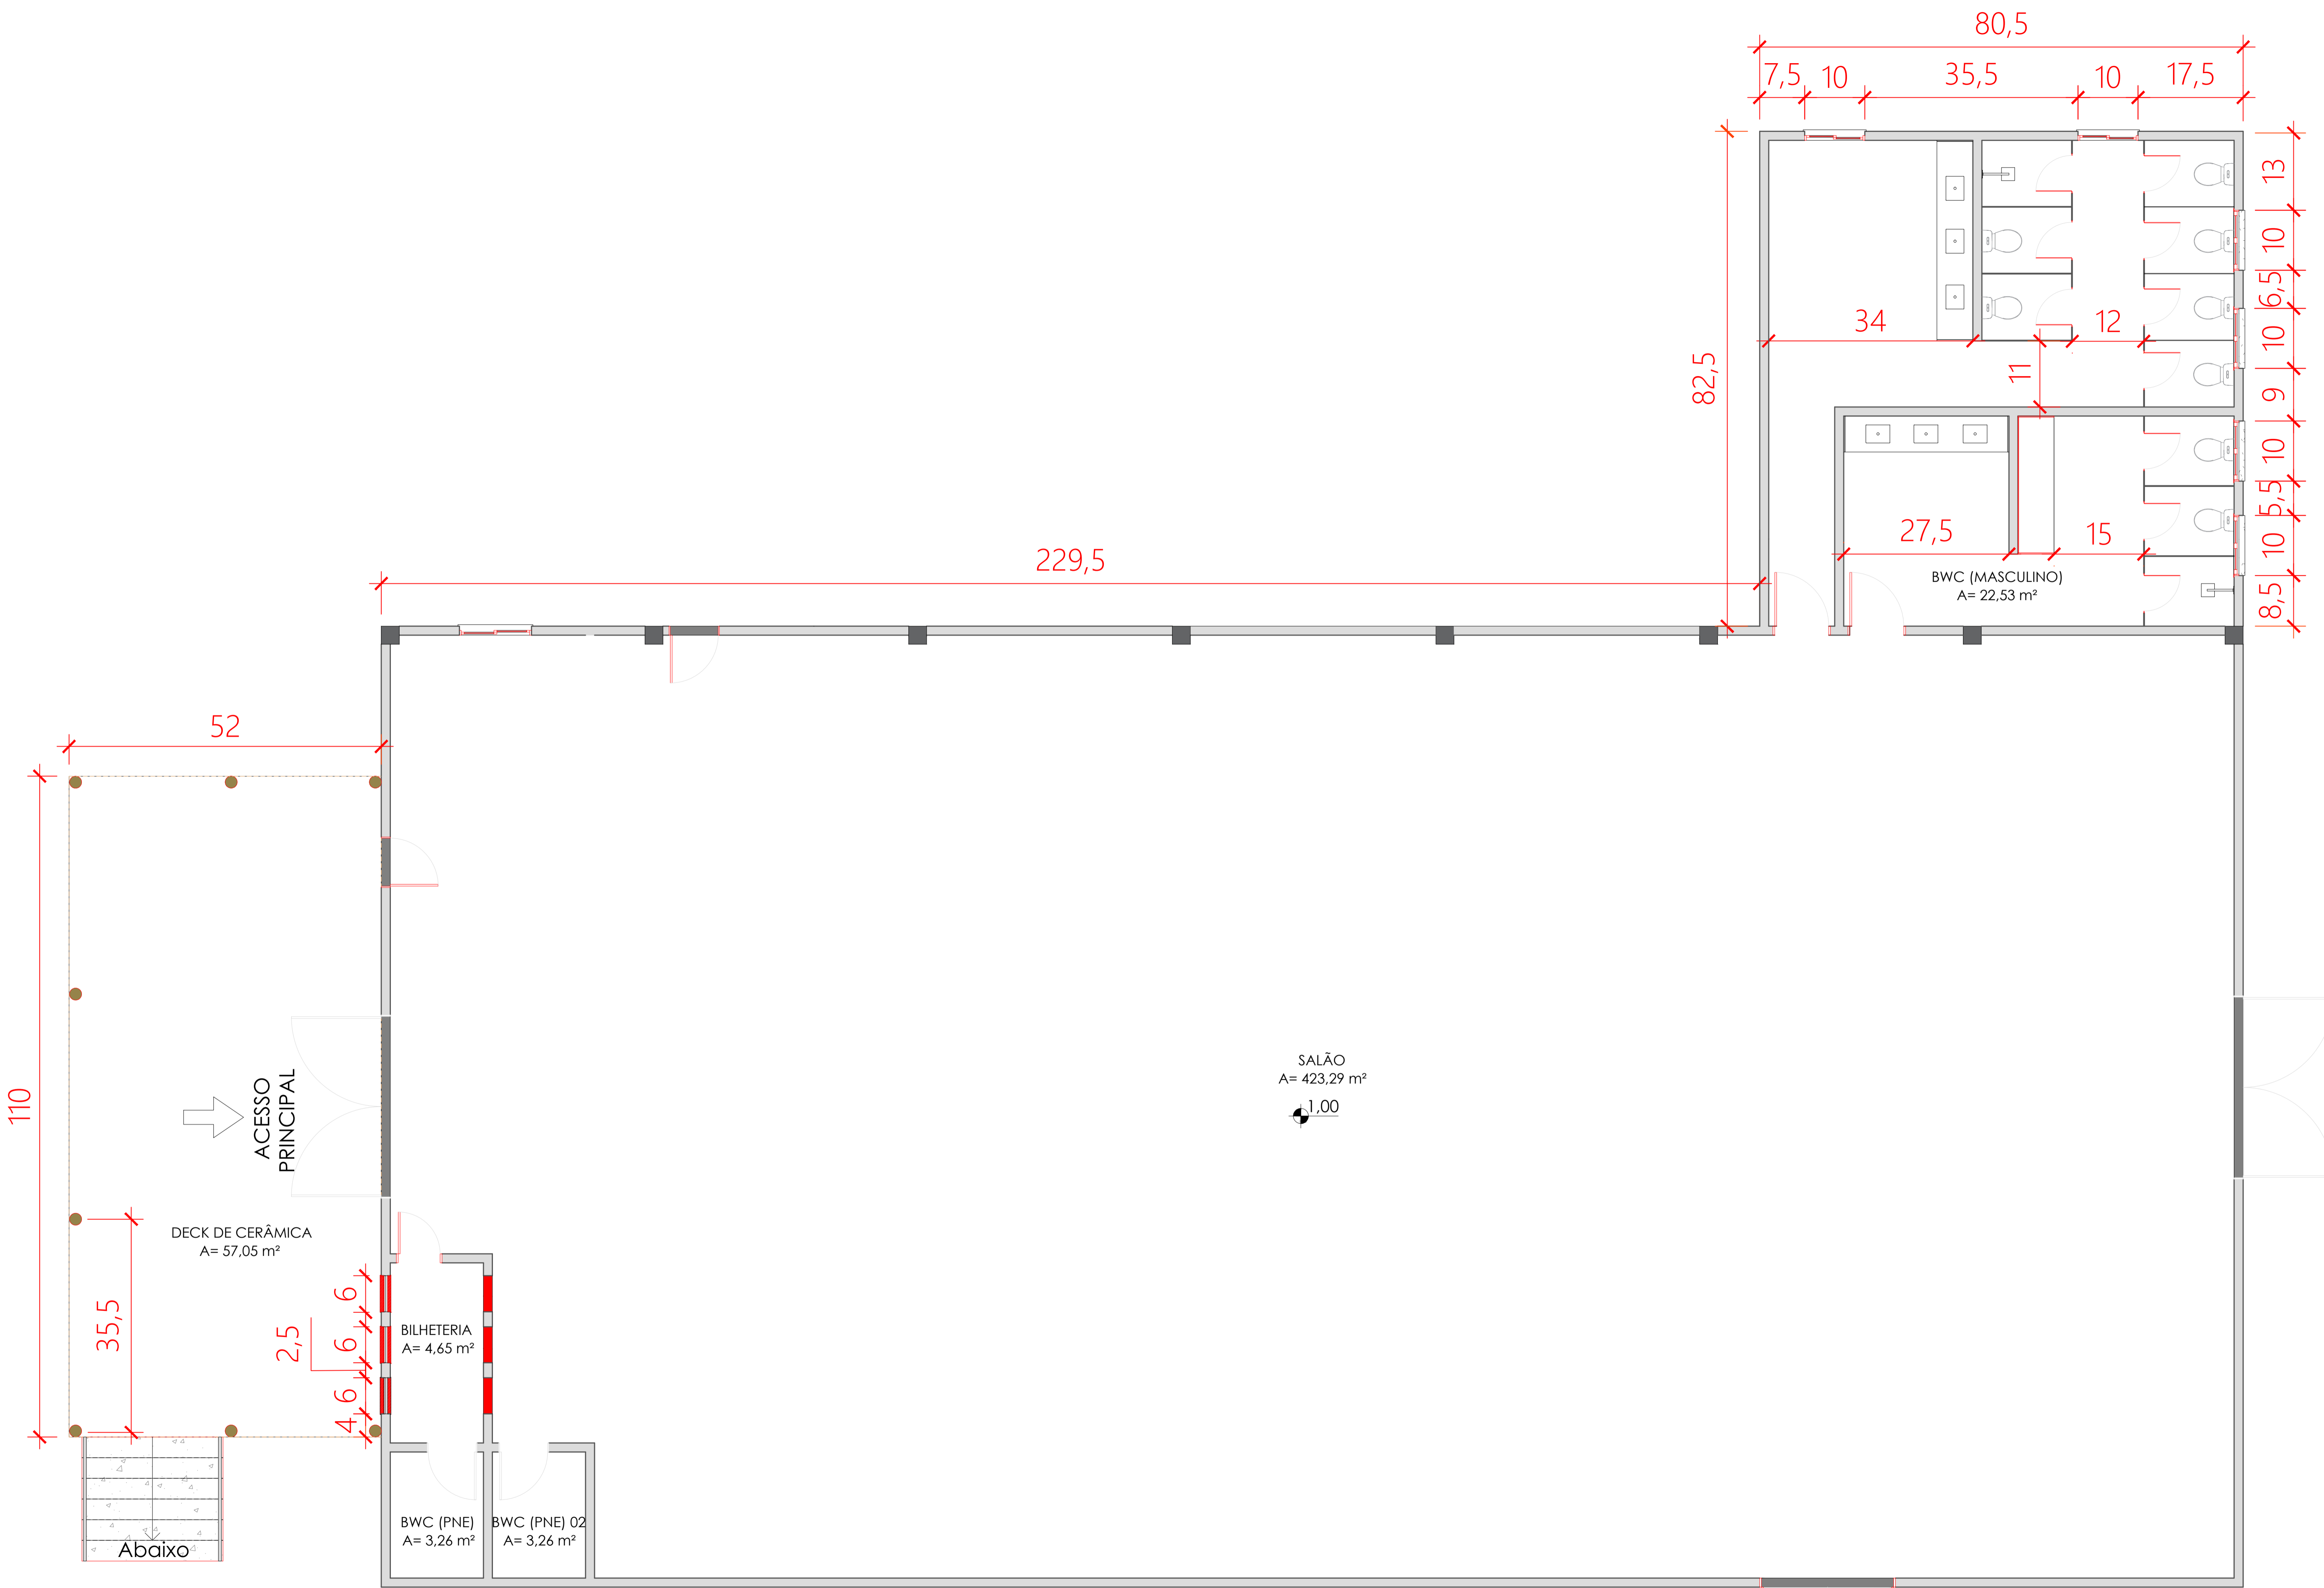 80,5
7,5 10 35,5 10 17,5
13
10
6,5
10
9
10
5,5
10
8,5
82,5
34
12
11
27,5
15
BWC (MASCULINO)
A= 22,53 m²
229,5
52
110
ACESSO
PRINCIPAL
SALÃO
A= 423,29 m²
1,00
DECK DE CERÂMICA
A= 57,05 m²
35,5
2,5
6
6
6
4
BILHETERIA
A= 4,65 m²
BWC (PNE)
A= 3,26 m²
BWC (PNE) 02
A= 3,26 m²
Abaixo